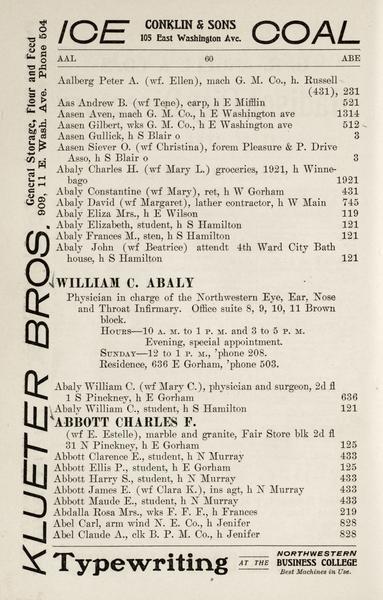 ICE CONKLIN & SONS COAL
105 East Washington Ave.
AAL 60 ABE
Aalberg Peter A. (wf. Ellen), mach G. M. Co., h. Russell
(431), 231
Aas Andrew B. (wf Tene), carp, h E Mifflin 521
Aasen Aven, mach G. M. Co., h E Washington ave 1314
Aasen Gilbert, wks G. M. Co., h E Washington ave 512
Aasen Gullick, h S Blair o 3
Aasen Siever O. (wf Christina), forem Pleasure & P. Drive
Asso, h S Blair o 3
Abaly Charles H. (wf Mary L.) groceries, 1921, h Winne-
bago 1921
Abaly Constantine (wf Mary), ret, h W Gorham 431
Abaly David (wf Margaret), lather contractor, h W Main 745
Abaly Eliza Mrs., h E Wilson 119
Abaly Elizabeth, student, h S Hamilton 121
Abaly Frances M., sten, h S Hamilton 121
Abaly John (wf Beatrice) attendt 4th Ward City Bath
house, h S Hamilton 121
WILLIAM C. ABALY
Physician in charge of the Northwestern Eye, Ear, Nose
and Throat Infirmary. Office suite 8, 9, 10, 11 Brown
block.
HOURS—10 A. M. to 1 P. M. and 3 to 5 P. M.
Evening, special appointment.
SUNDAY—12 to 1 P. M., 'phone 208.
Residence, 636 E Gorham, 'phone 503.
Abaly William C. (wf Mary C.), physician and surgeon, 2d fl
1 S Pinckney, h E Gorham 636
Abaly William C., student, h S Hamilton 121
ABBOTT CHARLES F.
(wf E. Estelle), marble and granite, Fair Store blk 2d fl
31 N Pinckney, h E Gorham 125
Abbott Clarence E., student, h N Murray 433
Abbott Ellis P., student, h E Gorham 125
Abbott Harry S., student, h N Murray 433
Abbott James E. (wf Clara K.), ins agt, h N Murray 433
Abbott Maude E., student, h N Murray 433
Abdalla Rosa Mrs., wks F. F. F., h Frances 219
Abel Carl, arm wind N. E. Co., h Jenifer 828
Abel Claude A., clk B. P. M. Co., h Jenifer 828
KLUETER BROS. General Storage, Flour and Feed
909, 11 E. Wash. Ave. Phone 504
Typewriting AT THE NORTHWESTERN
BUSINESS COLLEGE
Best Machines in Use.